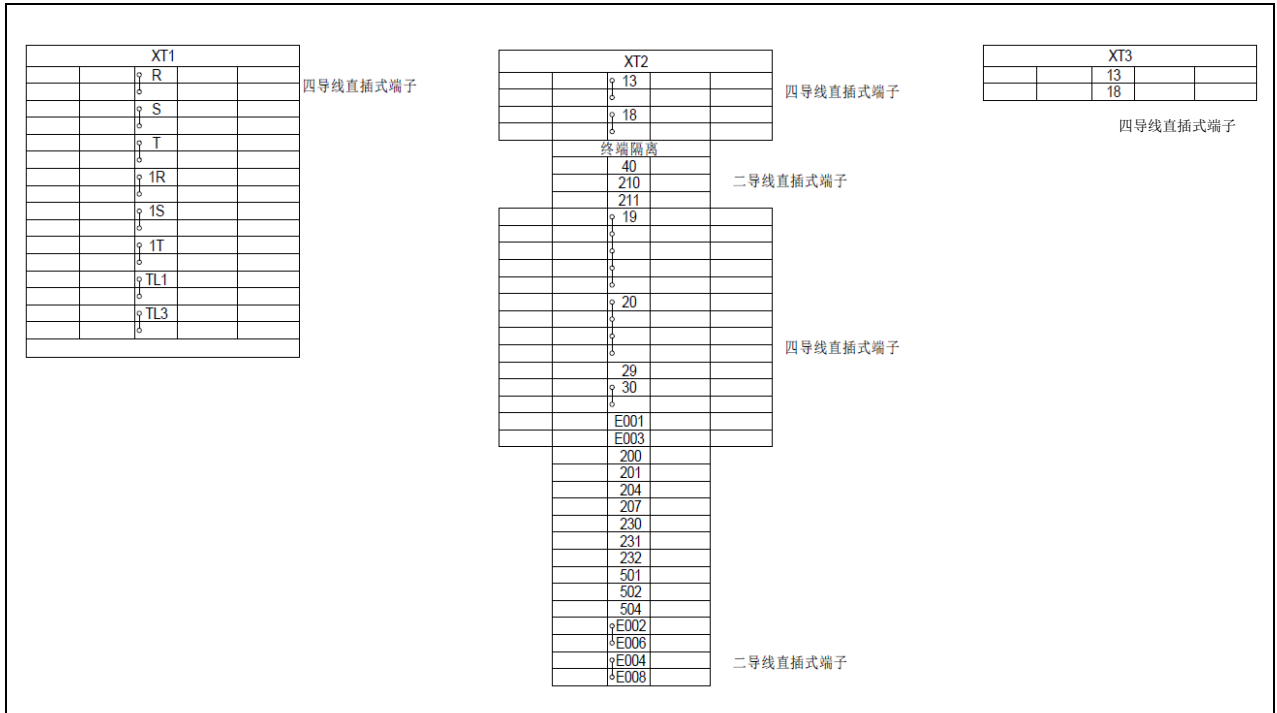 XT1
R
四导线直插式端子
S
T
1R
1S
1T
TL1
TL3
XT2
13
四导线直插式端子
18
终端隔离
40
210
二导线直插式端子
211
19
20
四导线直插式端子
29
30
E001
E003
200
201
204
207
230
231
232
501
502
504
E002
E006
E004
二导线直插式端子
E008
XT3
13
18
四导线直插式端子